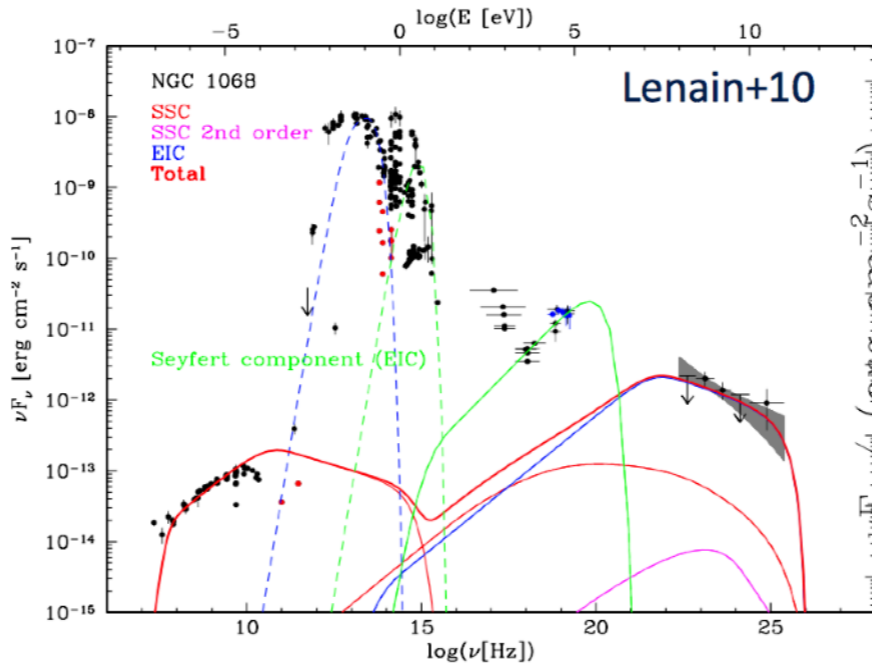 log(E [eV])
−5 0 5 10
10⁻⁷
NGC 1068
Lenain+10
10⁻⁸
SSC
SSC 2nd order
EIC
Total
10⁻⁹
10⁻¹⁰
10⁻¹¹
Seyfert component (EIC)
10⁻¹²
10⁻¹³
10⁻¹⁴
10⁻¹⁵
νFᵥ [erg cm⁻² s⁻¹]
10 15 20 25
log(ν[Hz])